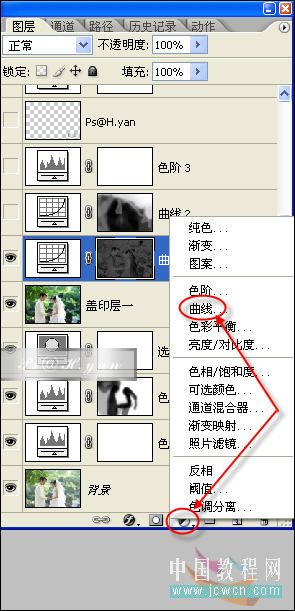 图层 通道 路径 历史记录 动作
正常 不透明度: 100%
锁定: 填充: 100%
Ps@H.yan
色阶 3
曲线 2
曲
盖印层一
选
色
色
背景
纯色...
渐变...
图案...
色阶...
曲线...
色彩平衡...
亮度/对比度...
色相/饱和度...
可选颜色...
通道混合器...
渐变映射...
照片滤镜...
反相
阈值...
色调分离...
中国教程网
www.jcwcn.com